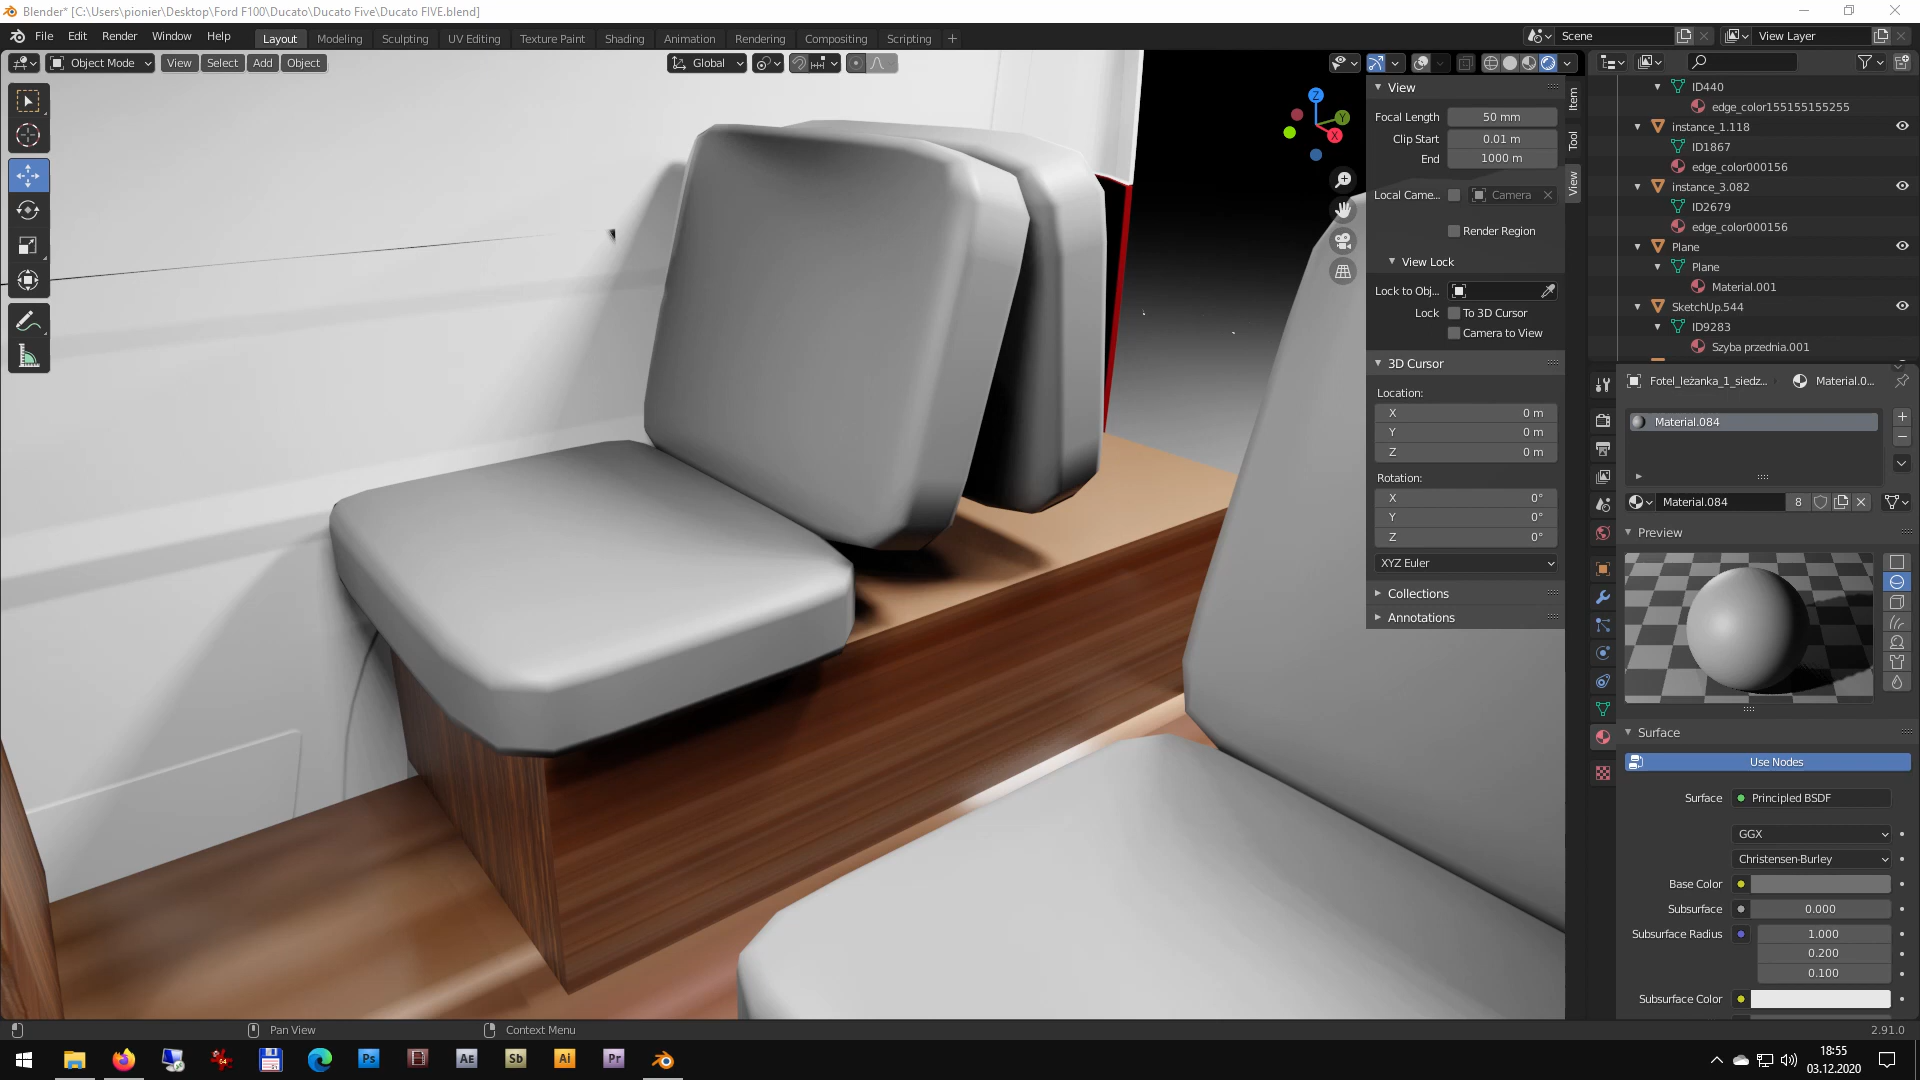 Blender* [C:\Users\pionier\Desktop\Ford F100\Ducato\Ducato Five\Ducato FIVE.blend]
File Edit Render Window Help
Layout Modeling Sculpting UV Editing Texture Paint Shading Animation Rendering Compositing Scripting +
Scene
View Layer
Object Mode View Select Add Object
Global
Z
Y
X
View
Focal Length 50 mm
Clip Start 0.01 m
End 1000 m
Local Came... Camera
Render Region
View Lock
Lock to Obj...
Lock To 3D Cursor
Camera to View
3D Cursor
Location:
X 0 m
Y 0 m
Z 0 m
Rotation:
X 0°
Y 0°
Z 0°
XYZ Euler
Collections
Annotations
Item
Tool
View
ID440
edge_color155155155255
instance_1.118
ID1867
edge_color000156
instance_3.082
ID2679
edge_color000156
Plane
Plane
Material.001
SketchUp.544
ID9283
Szyba przednia.001
Fotel_leżanka_1_siedz... Material.0...
Material.084
Material.084 8
Preview
Surface
Use Nodes
Surface Principled BSDF
GGX
Christensen-Burley
Base Color
Subsurface 0.000
Subsurface Radius 1.000
0.200
0.100
Subsurface Color
Pan View
Context Menu
2.91.0
64
Ps
AE
Sb
Ai
Pr
18:55
03.12.2020